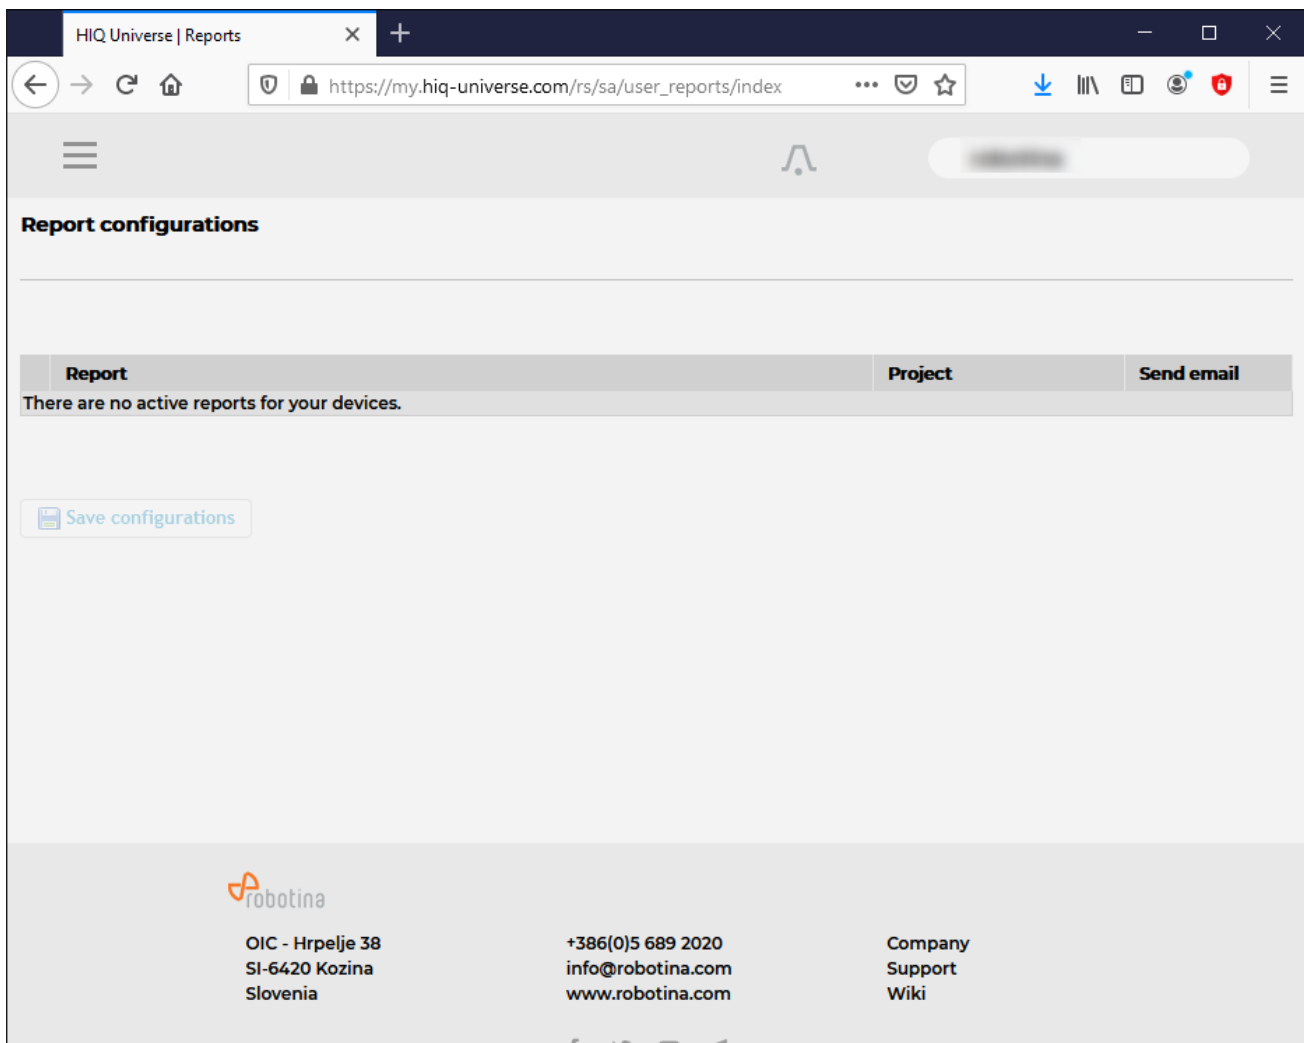 HIQ Universe | Reports
https://my.hiq-universe.com/rs/sa/user_reports/index
Report configurations
Report Project Send email
There are no active reports for your devices.
Save configurations
robotina
OIC - Hrpelje 38 +386(0)5 689 2020 Company
SI-6420 Kozina info@robotina.com Support
Slovenia www.robotina.com Wiki